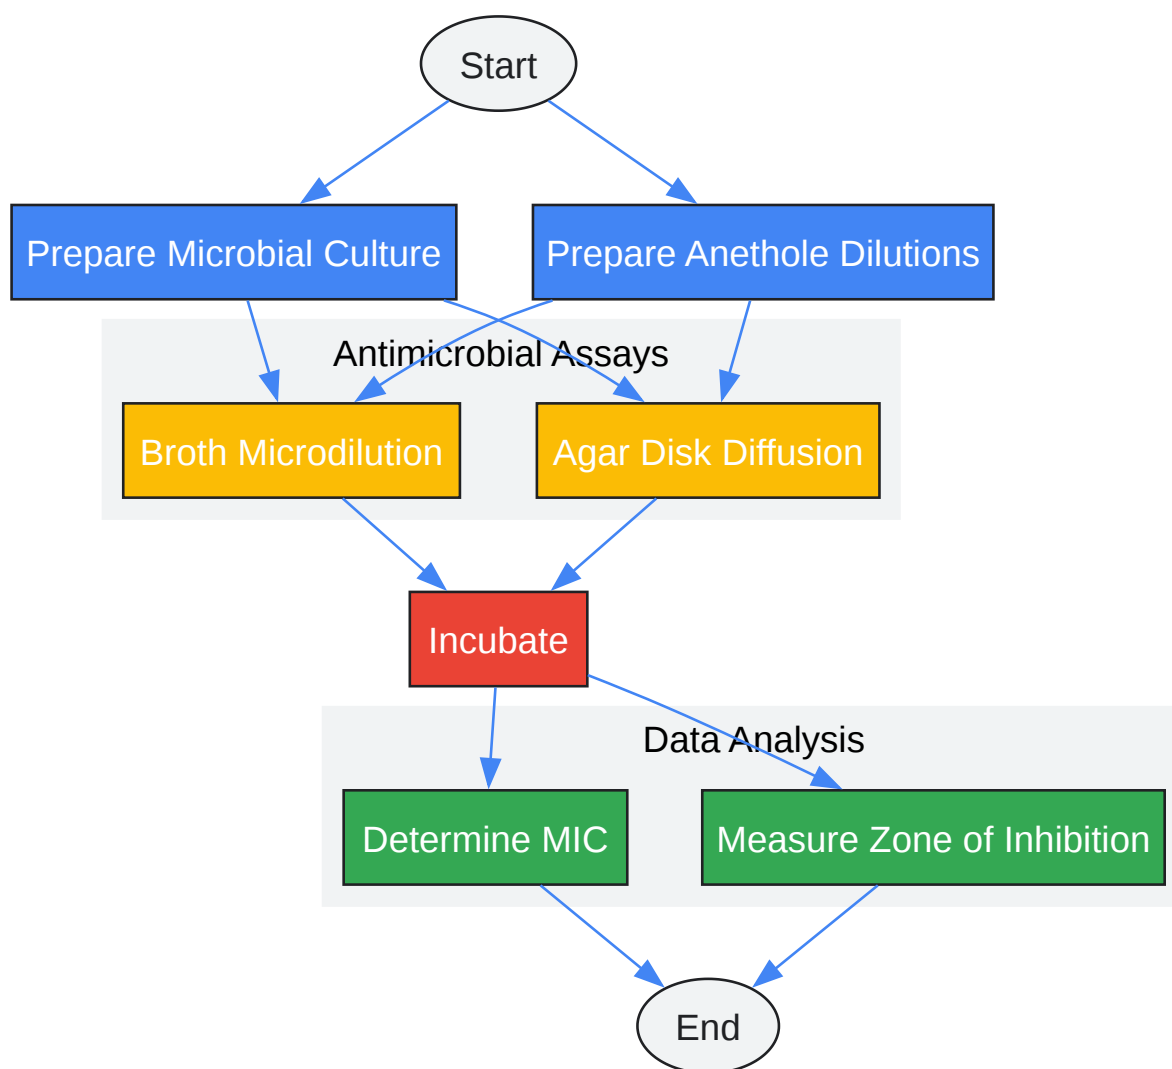 Start
Prepare Microbial Culture
Prepare Anethole Dilutions
Antimicrobial Assays
Broth Microdilution
Agar Disk Diffusion
Incubate
Data Analysis
Determine MIC
Measure Zone of Inhibition
End